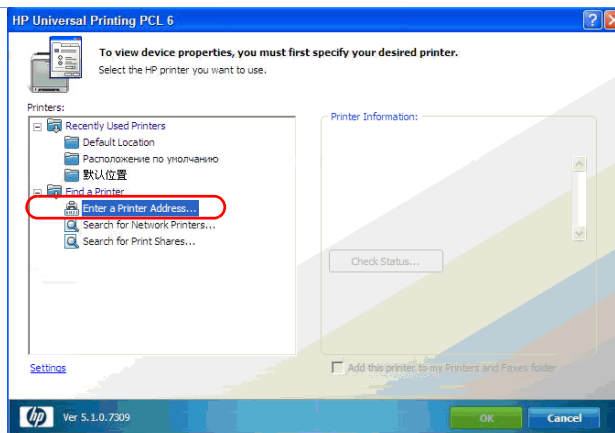 HP Universal Printing PCL 6
To view device properties, you must first specify your desired printer.
Select the HP printer you want to use.
Printers:
Recently Used Printers
Default Location
Расположение по умолчанию
默认位置
Find a Printer
Enter a Printer Address...
Search for Network Printers...
Search for Print Shares...
Printer Information:
Check Status...
Settings
Add this printer to my Printers and Faxes folder
hp
Ver 5.1.0.7309
OK
Cancel